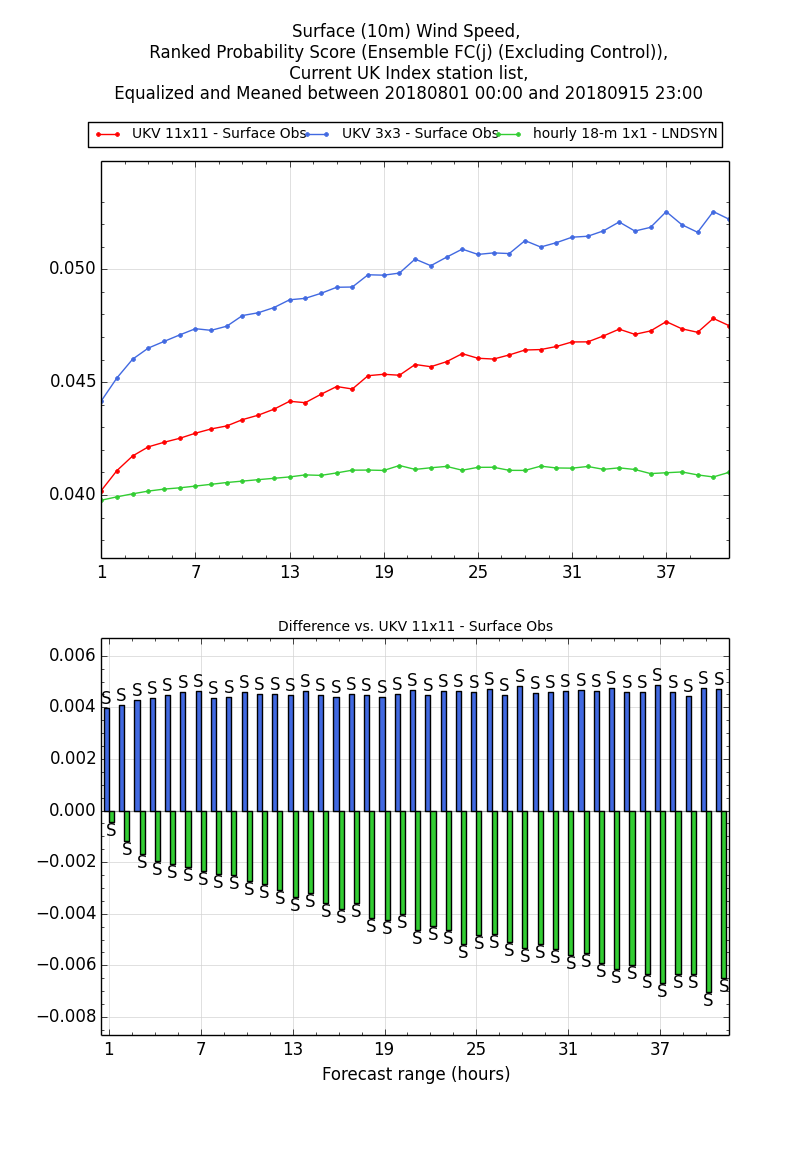 Surface (10m) Wind Speed,
Ranked Probability Score (Ensemble FC(j) (Excluding Control)),
Current UK Index station list,
Equalized and Meaned between 20180801 00:00 and 20180915 23:00
UKV 11x11 - Surface Obs UKV 3x3 - Surface Obs hourly 18-m 1x1 - LNDSYN
0.050
0.045
0.040
1 7 13 19 25 31 37
Difference vs. UKV 11x11 - Surface Obs
0.006
S S S S S S S S S S S S S S S S S S S S S S S S S S S S S S S S S S S S S S S S S
0.004
0.002
0.000
S S S S S S S S S S S S S S S S S S S S S S S S S S S S S S S S S S S S S S S S S
−0.002
−0.004
−0.006
−0.008
1 7 13 19 25 31 37
Forecast range (hours)